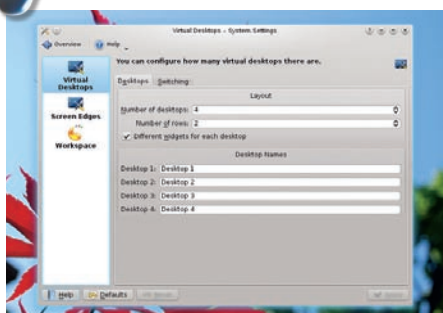 Virtual Desktops – System Settings
Overview Help
You can configure how many virtual desktops there are.
Virtual Desktops
Screen Edges
Workspace
Desktops Switching
Layout
Number of desktops: 4
Number of rows: 2
Different widgets for each desktop
Desktop Names
Desktop 1: Desktop 1
Desktop 2: Desktop 2
Desktop 3: Desktop 3
Desktop 4: Desktop 4
Help Defaults